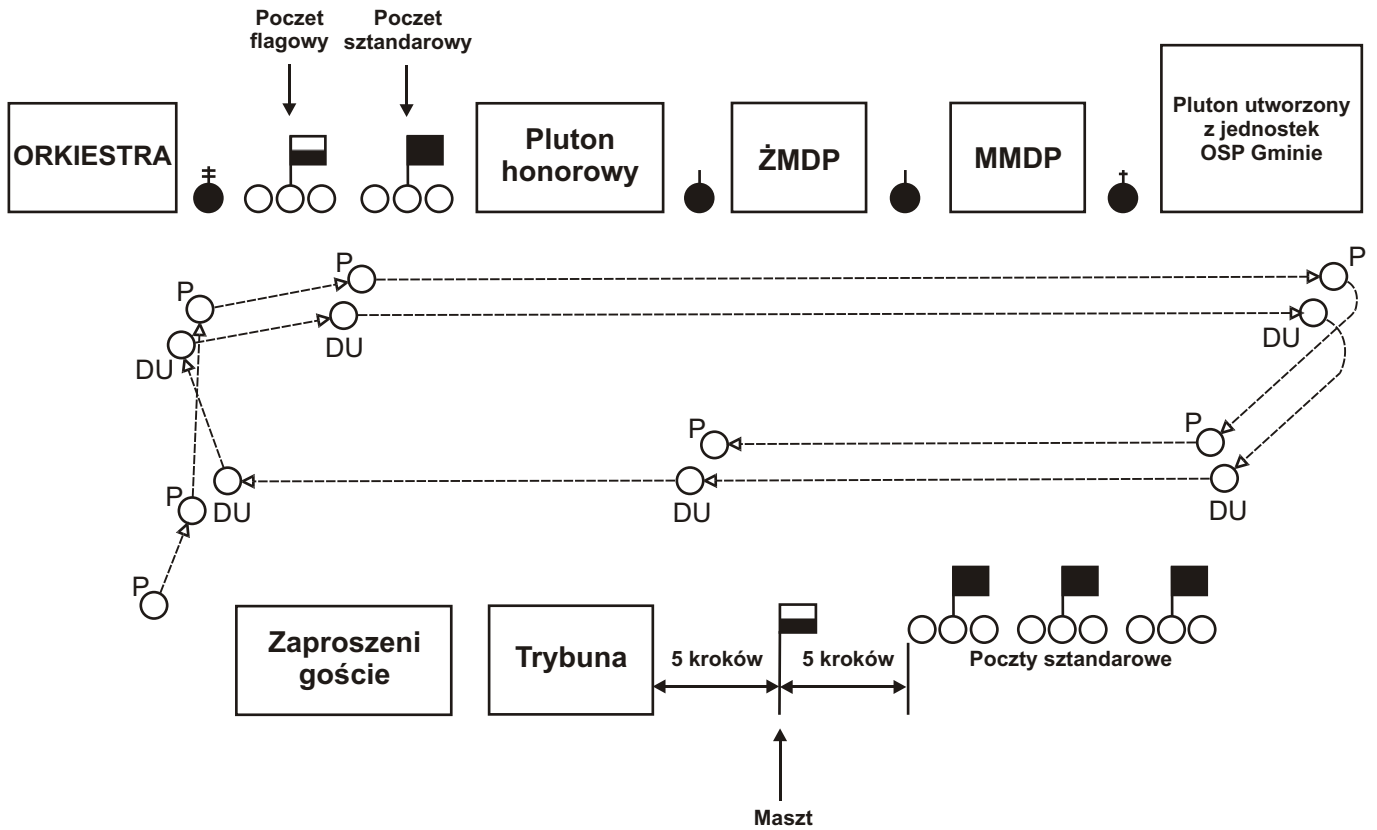 Poczet
flagowy
Poczet
sztandarowy
ORKIESTRA
Pluton
honorowy
ŻMDP
MMDP
Pluton utworzony
z jednostek
OSP Gminie
P
P
P
DU
DU
DU
P
P
P
DU
DU
DU
P
Zaproszeni
goście
Trybuna
5 kroków
5 kroków
Poczty sztandarowe
Maszt